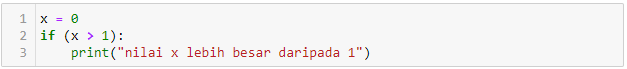 1 x = 0
2 if (x > 1):
3     print("nilai x lebih besar daripada 1")